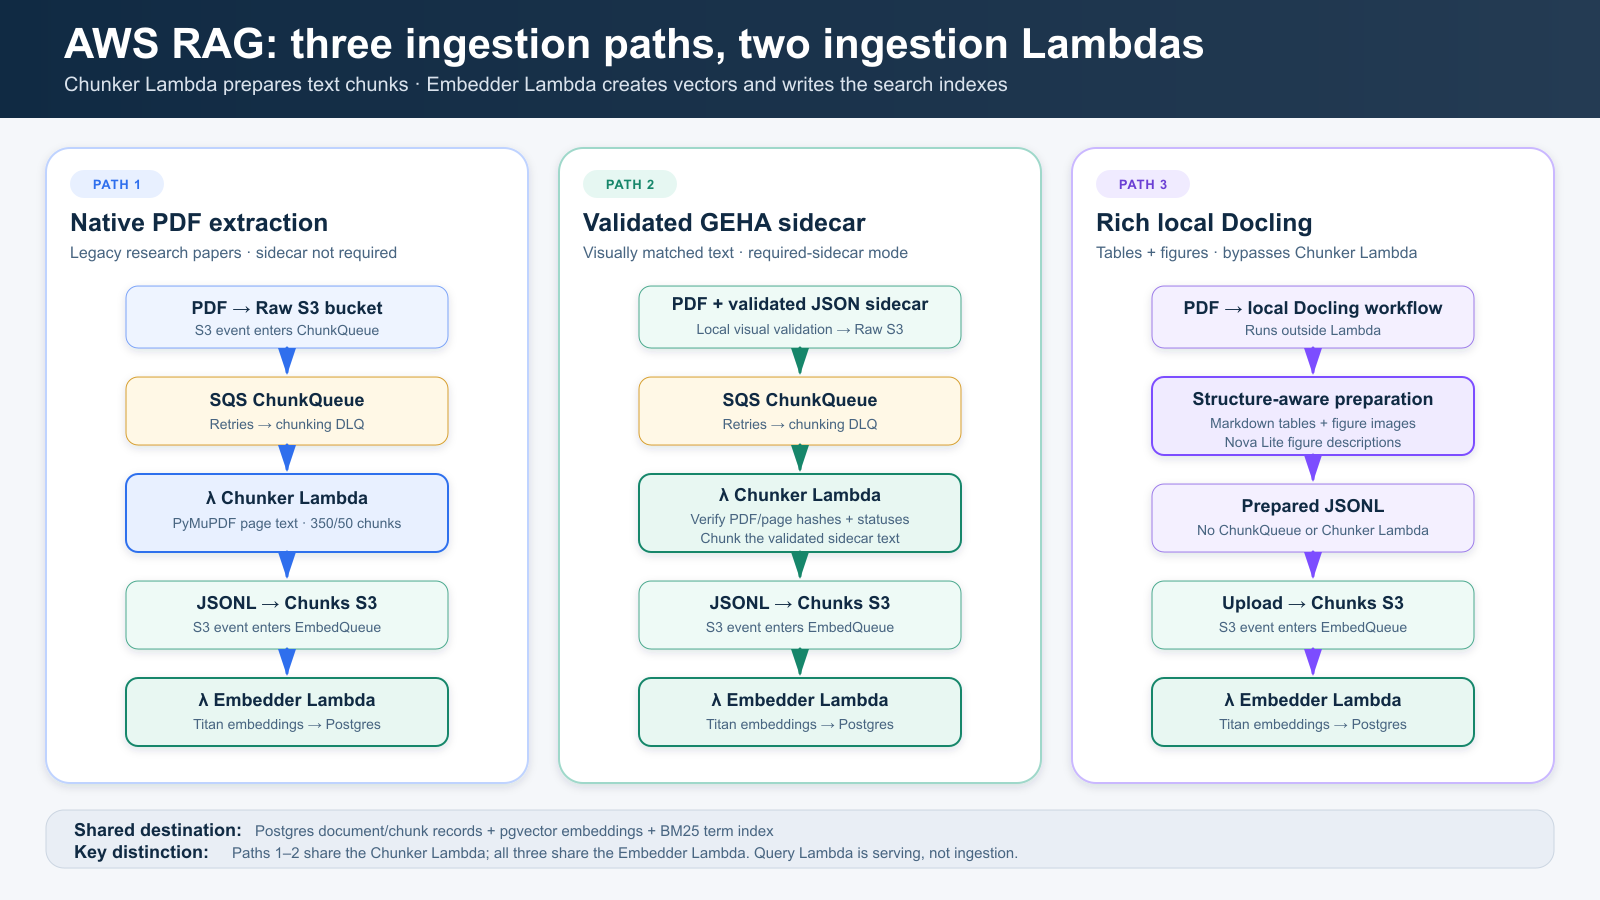 AWS RAG: three ingestion paths, two ingestion Lambdas
Chunker Lambda prepares text chunks · Embedder Lambda creates vectors and writes the search indexes
PATH 1
Native PDF extraction
Legacy research papers · sidecar not required
PDF → Raw S3 bucket
S3 event enters ChunkQueue
SQS ChunkQueue
Retries → chunking DLQ
λ Chunker Lambda
PyMuPDF page text · 350/50 chunks
JSONL → Chunks S3
S3 event enters EmbedQueue
λ Embedder Lambda
Titan embeddings → Postgres
PATH 2
Validated GEHA sidecar
Visually matched text · required-sidecar mode
PDF + validated JSON sidecar
Local visual validation → Raw S3
SQS ChunkQueue
Retries → chunking DLQ
λ Chunker Lambda
Verify PDF/page hashes + statuses
Chunk the validated sidecar text
JSONL → Chunks S3
S3 event enters EmbedQueue
λ Embedder Lambda
Titan embeddings → Postgres
PATH 3
Rich local Docling
Tables + figures · bypasses Chunker Lambda
PDF → local Docling workflow
Runs outside Lambda
Structure-aware preparation
Markdown tables + figure images
Nova Lite figure descriptions
Prepared JSONL
No ChunkQueue or Chunker Lambda
Upload → Chunks S3
S3 event enters EmbedQueue
λ Embedder Lambda
Titan embeddings → Postgres
Shared destination: Postgres document/chunk records + pgvector embeddings + BM25 term index
Key distinction: Paths 1–2 share the Chunker Lambda; all three share the Embedder Lambda. Query Lambda is serving, not ingestion.